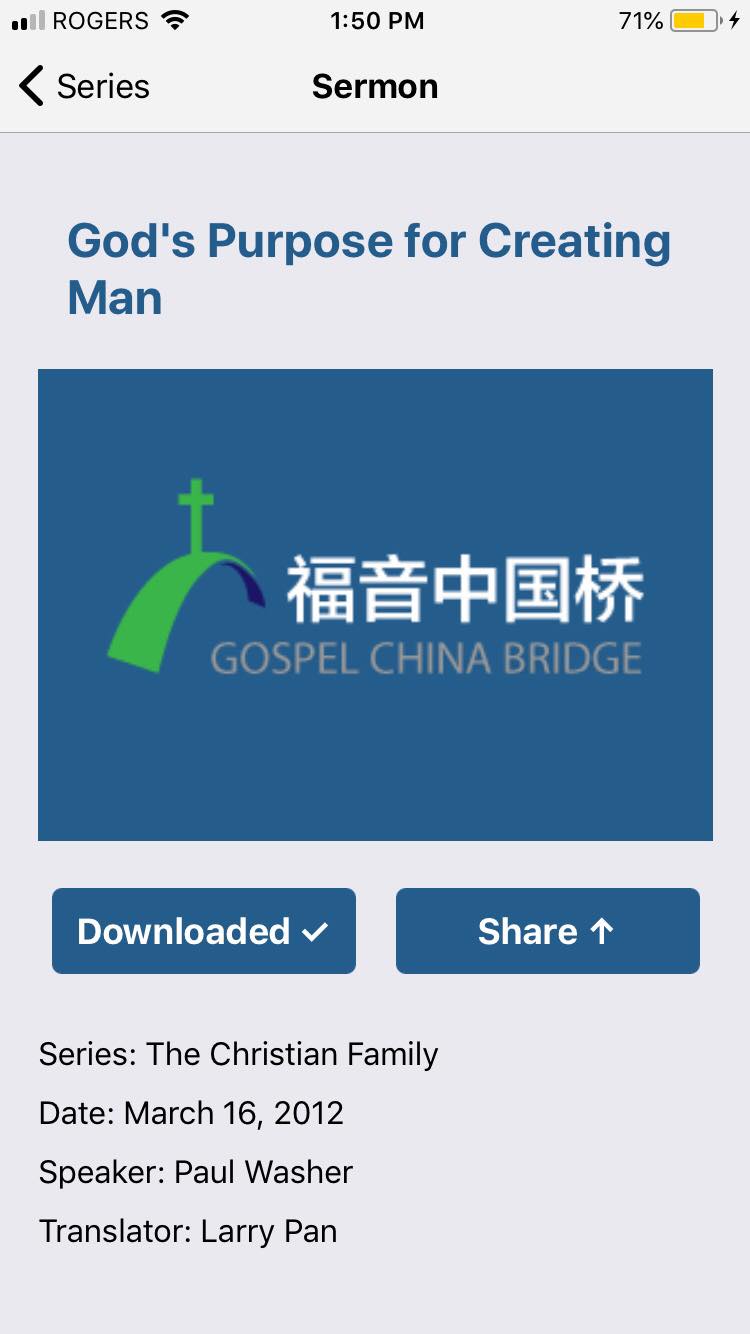 ROGERS 1:50 PM 71%
Series Sermon
God's Purpose for Creating
Man
福音中国桥
GOSPEL CHINA BRIDGE
Downloaded ✓ Share ↑
Series: The Christian Family
Date: March 16, 2012
Speaker: Paul Washer
Translator: Larry Pan